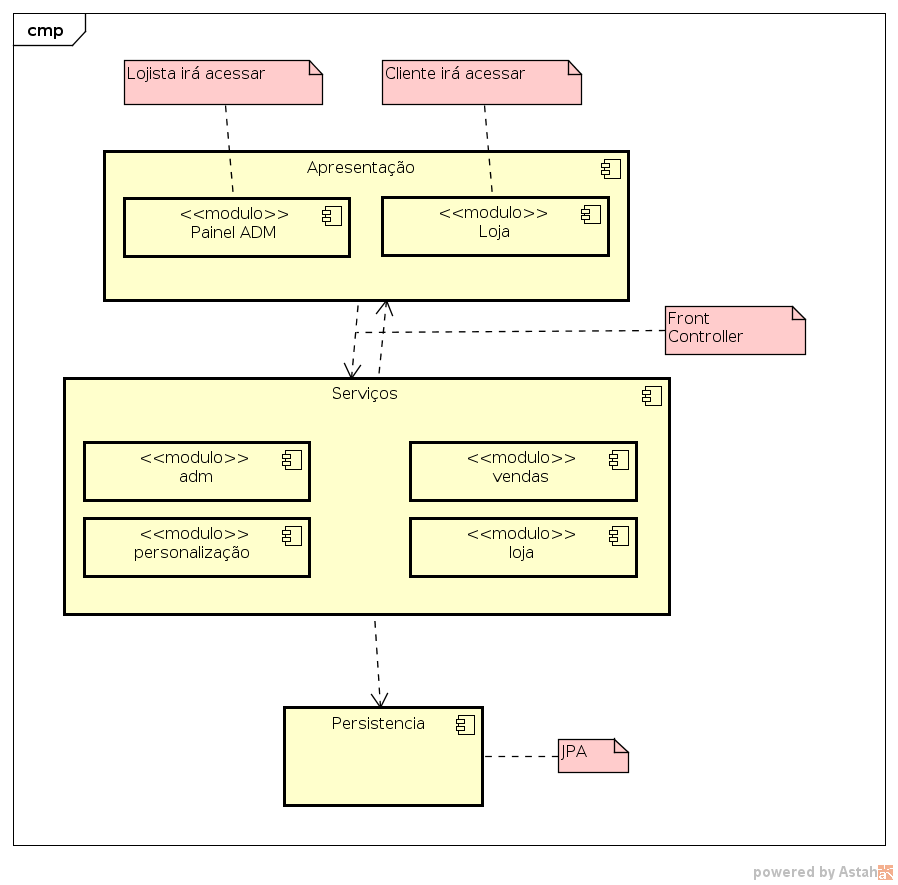 cmp
Lojista irá acessar
Cliente irá acessar
Apresentação
<<modulo>>
Painel ADM
<<modulo>>
Loja
Front
Controller
Serviços
<<modulo>>
adm
<<modulo>>
vendas
<<modulo>>
personalização
<<modulo>>
loja
Persistencia
JPA
powered by Astah